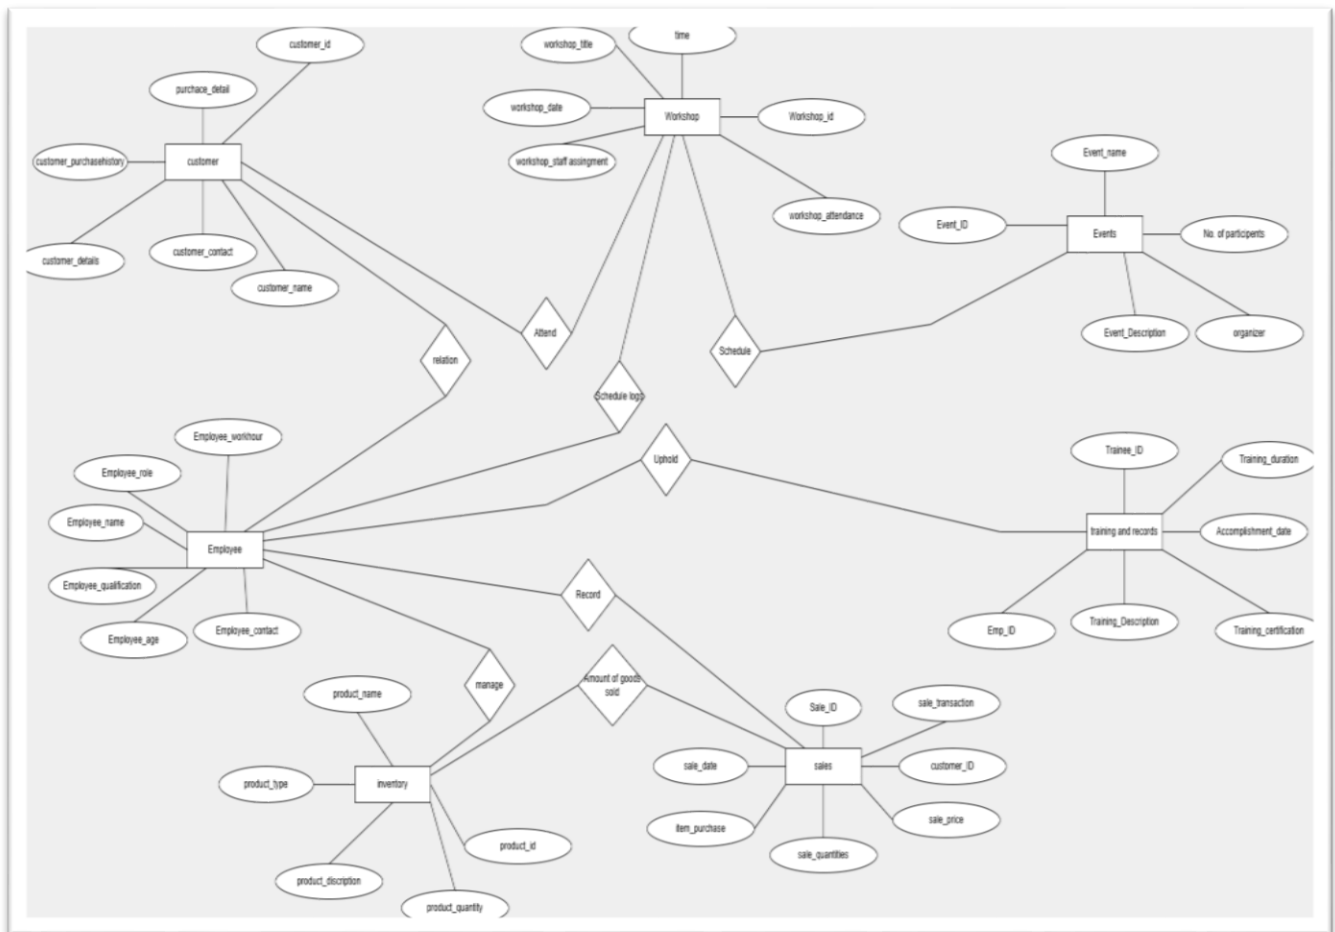 customer_id
workshop_title
time
purchace_detail
workshop_date
Workshop
Workshop_id
customer_purchasehistory
customer
workshop_staff assingment
Event_name
workshop_attendance
Event_ID
Events
No. of participants
customer_details
customer_contact
customer_name
Attend
Schedule
Event_Description
organizer
relation
Schedule logs
Employee_workhour
Uphold
Trainee_ID
Training_duration
Employee_role
Employee_name
Employee
training and records
Accomplishment_date
Employee_qualification
Record
Employee_age
Employee_contact
Emp_ID
Training_Description
Training_certification
product_name
manage
Amount of goods
sold
Sale_ID
sale_transaction
sale_date
sales
customer_ID
product_type
inventory
item_purchase
sale_price
product_id
sale_quantities
product_discription
product_quantity